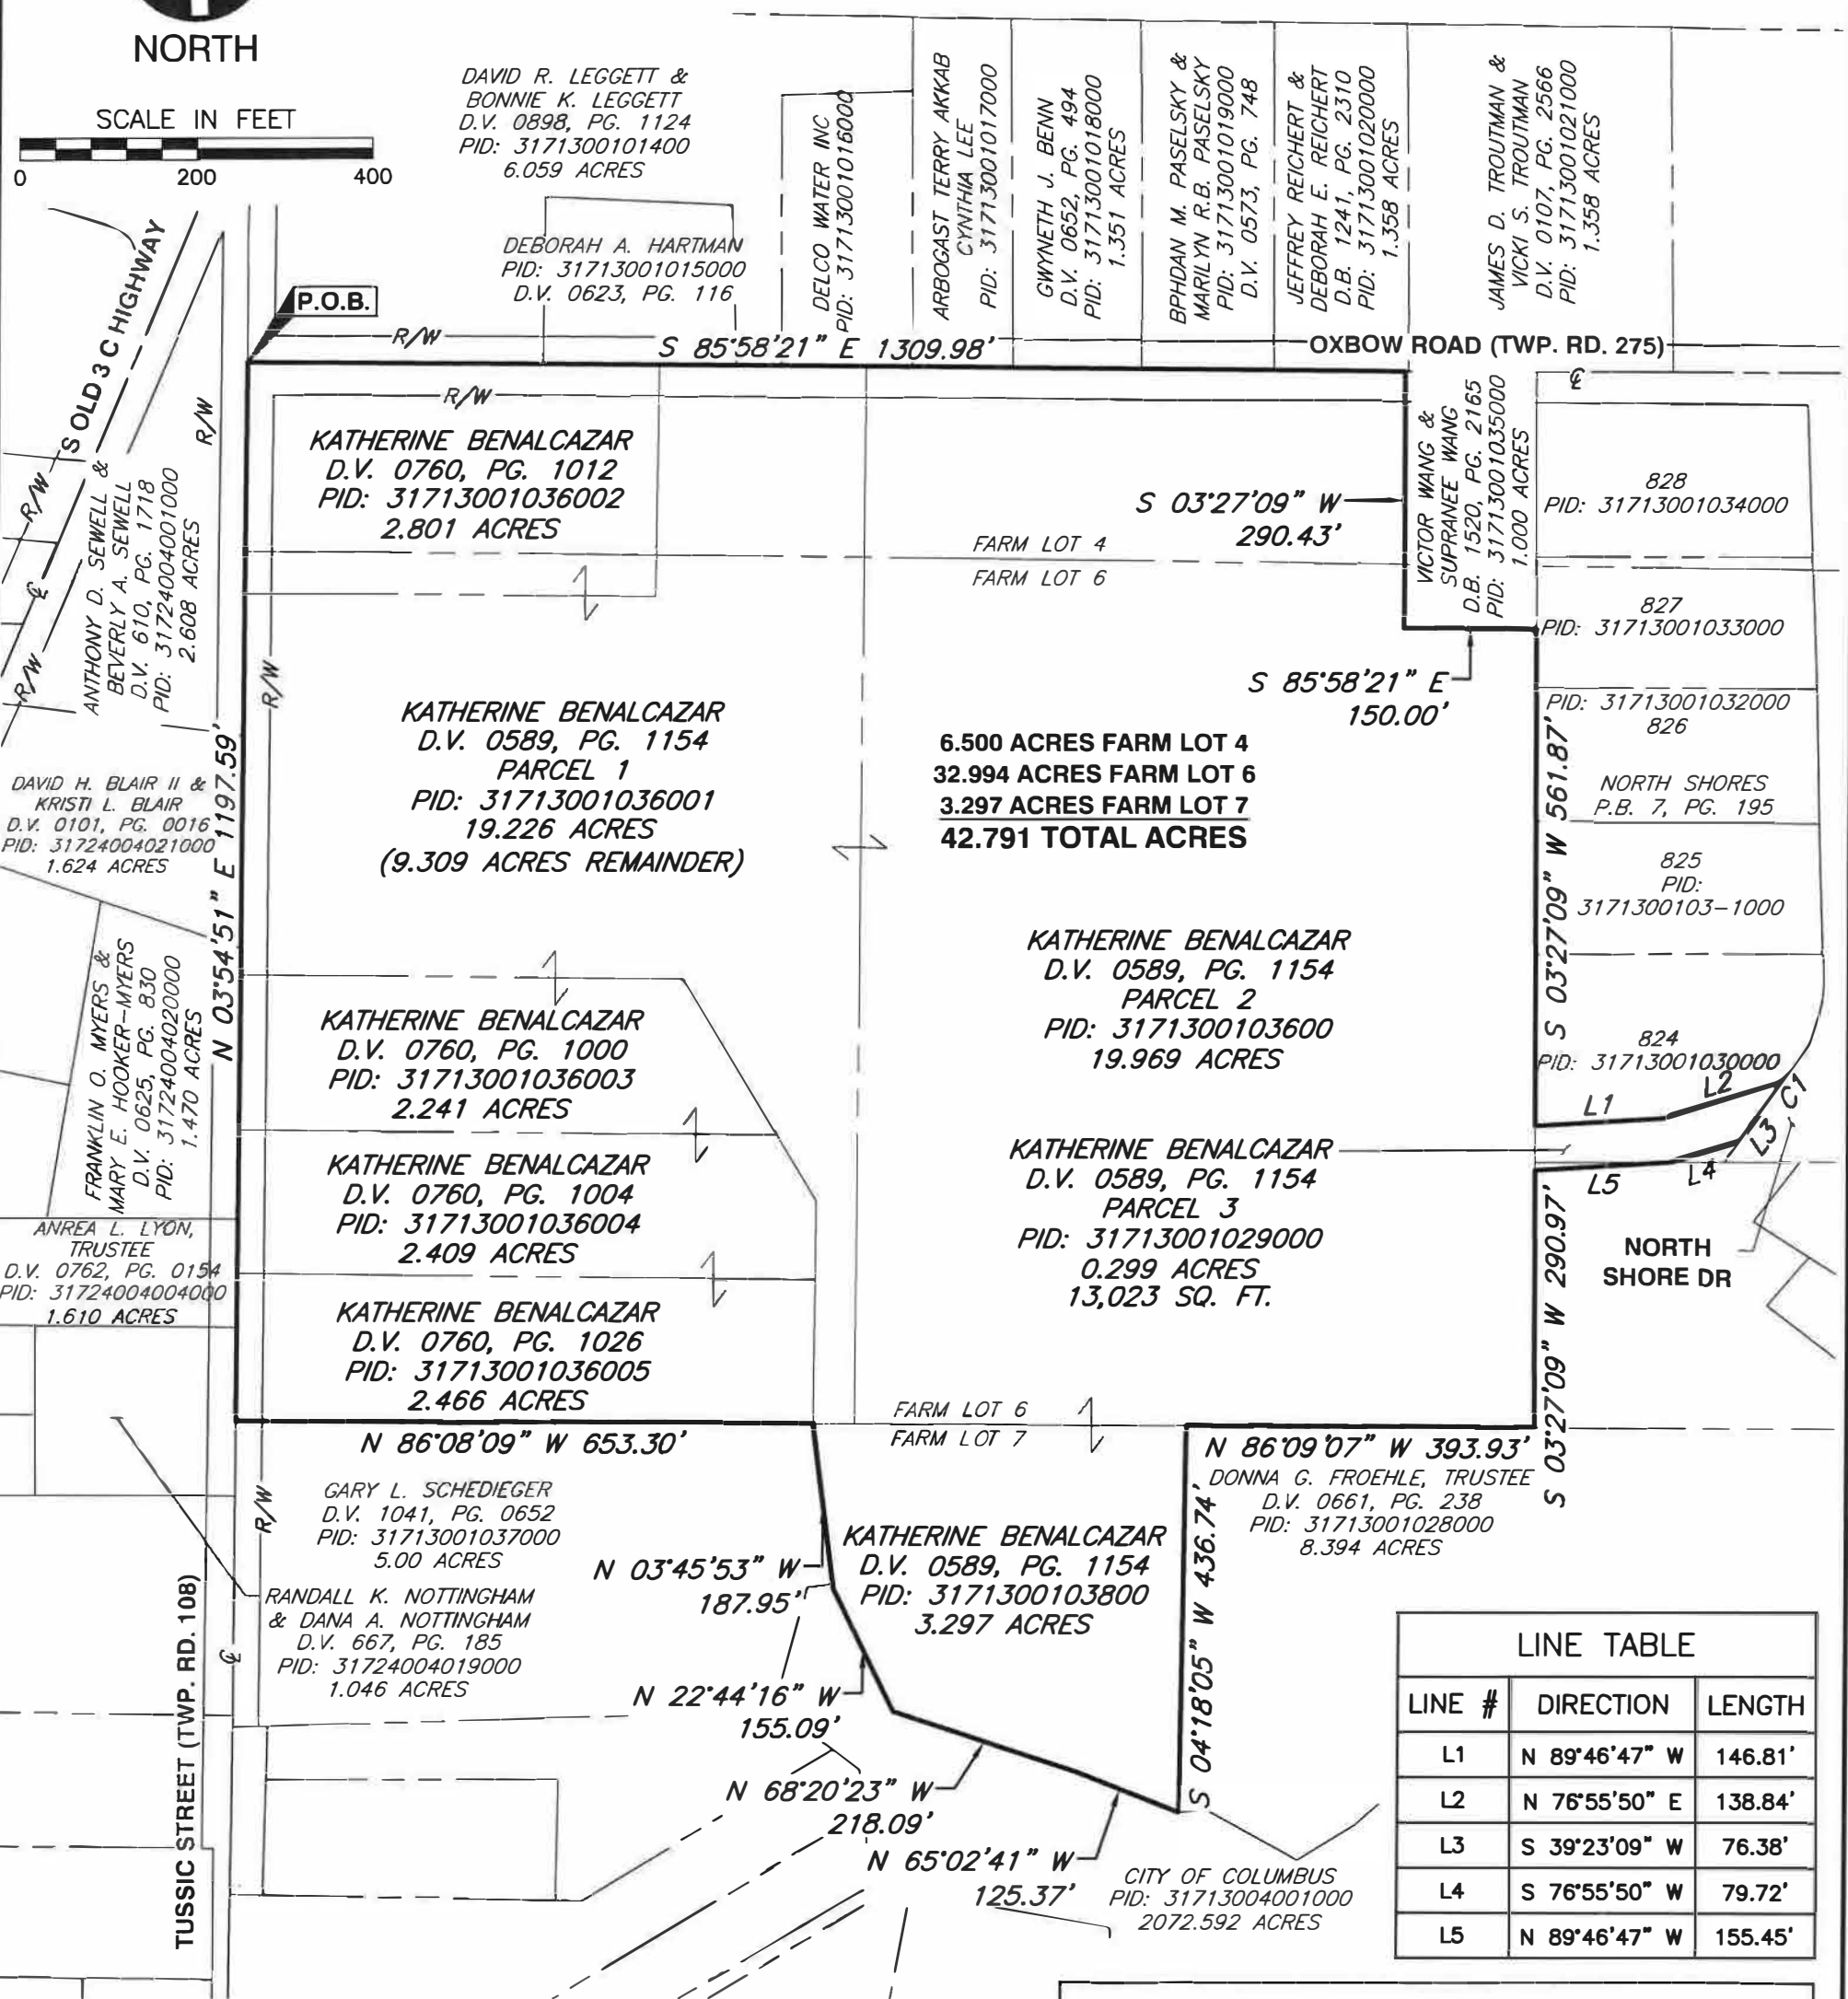 NORTH
SCALE IN FEET
0 200 400
DAVID R. LEGGETT &
BONNIE K. LEGGETT
D.V. 0898, PG. 1124
PID: 3171300101400
6.059 ACRES
DEBORAH A. HARTMAN
PID: 31713001015000
D.V. 0623, PG. 116
DELCO WATER INC
PID: 31713001016000
ARBOGAST TERRY AKKAB
CYNTHIA LEE
PID: 31713001017000
GWYNETH J. BENN
D.V. 0652, PG. 494
PID: 31713001018000
1.351 ACRES
BPHDAN M. PASELSKY &
MARILYN R.B. PASELSKY
PID: 31713001019000
D.V. 0573, PG. 748
JEFFREY REICHERT &
DEBORAH E. REICHERT
D.B. 1241, PG. 2310
PID: 31713001020000
1.358 ACRES
JAMES D. TROUTMAN &
VICKI S. TROUTMAN
D.V. 0107, PG. 2566
PID: 31713001021000
1.358 ACRES
P.O.B.
R/W
S 85°58'21" E 1309.98'
OXBOW ROAD (TWP. RD. 275)
℄
S OLD 3 C HIGHWAY
R/W
R/W
℄
R/W
R/W
ANTHONY D. SEWELL &
BEVERLY A. SEWELL
D.V. 610, PG. 1718
PID: 31724004001000
2.608 ACRES
KATHERINE BENALCAZAR
D.V. 0760, PG. 1012
PID: 31713001036002
2.801 ACRES
FARM LOT 4
FARM LOT 6
S 03°27'09" W
290.43'
VICTOR WANG &
SUPRANEE WANG
D.B. 1520, PG. 2165
PID: 31713001035000
1.000 ACRES
828
PID: 31713001034000
827
PID: 31713001033000
S 85°58'21" E
150.00'
PID: 31713001032000
826
NORTH SHORES
P.B. 7, PG. 195
825
PID:
3171300103-1000
824
PID: 31713001030000
R/W
KATHERINE BENALCAZAR
D.V. 0589, PG. 1154
PARCEL 1
PID: 31713001036001
19.226 ACRES
(9.309 ACRES REMAINDER)
6.500 ACRES FARM LOT 4
32.994 ACRES FARM LOT 6
3.297 ACRES FARM LOT 7
42.791 TOTAL ACRES
S 03°27'09" W 561.87'
DAVID H. BLAIR II &
KRISTI L. BLAIR
D.V. 0101, PG. 0016
PID: 31724004021000
1.624 ACRES
N 03°54'51" E 1197.59'
KATHERINE BENALCAZAR
D.V. 0589, PG. 1154
PARCEL 2
PID: 3171300103600
19.969 ACRES
FRANKLIN O. MYERS &
MARY E. HOOKER-MYERS
D.V. 0625, PG. 830
PID: 31724004020000
1.470 ACRES
KATHERINE BENALCAZAR
D.V. 0760, PG. 1000
PID: 31713001036003
2.241 ACRES
L1
L2
C1
L3
L4
L5
KATHERINE BENALCAZAR
D.V. 0760, PG. 1004
PID: 31713001036004
2.409 ACRES
KATHERINE BENALCAZAR
D.V. 0589, PG. 1154
PARCEL 3
PID: 31713001029000
0.299 ACRES
13,023 SQ. FT.
ANREA L. LYON,
TRUSTEE
D.V. 0762, PG. 0154
PID: 31724004004000
1.610 ACRES
NORTH
SHORE DR
S 03°27'09" W 290.97'
KATHERINE BENALCAZAR
D.V. 0760, PG. 1026
PID: 31713001036005
2.466 ACRES
N 86°08'09" W 653.30'
FARM LOT 6
FARM LOT 7
N 86°09'07" W 393.93'
GARY L. SCHEDIEGER
D.V. 1041, PG. 0652
PID: 31713001037000
5.00 ACRES
R/W
DONNA G. FROEHLE, TRUSTEE
D.V. 0661, PG. 238
PID: 31713001028000
8.394 ACRES
KATHERINE BENALCAZAR
D.V. 0589, PG. 1154
PID: 3171300103800
3.297 ACRES
S 04°18'05" W 436.74'
N 03°45'53" W
187.95'
RANDALL K. NOTTINGHAM
& DANA A. NOTTINGHAM
D.V. 667, PG. 185
PID: 31724004019000
1.046 ACRES
℄
TUSSIC STREET (TWP. RD. 108)
N 22°44'16" W
155.09'
N 68°20'23" W
218.09'
N 65°02'41" W
125.37'
CITY OF COLUMBUS
PID: 31713004001000
2072.592 ACRES
LINE TABLE
LINE # DIRECTION LENGTH
L1 N 89°46'47" W 146.81'
L2 N 76°55'50" E 138.84'
L3 S 39°23'09" W 76.38'
L4 S 76°55'50" W 79.72'
L5 N 89°46'47" W 155.45'